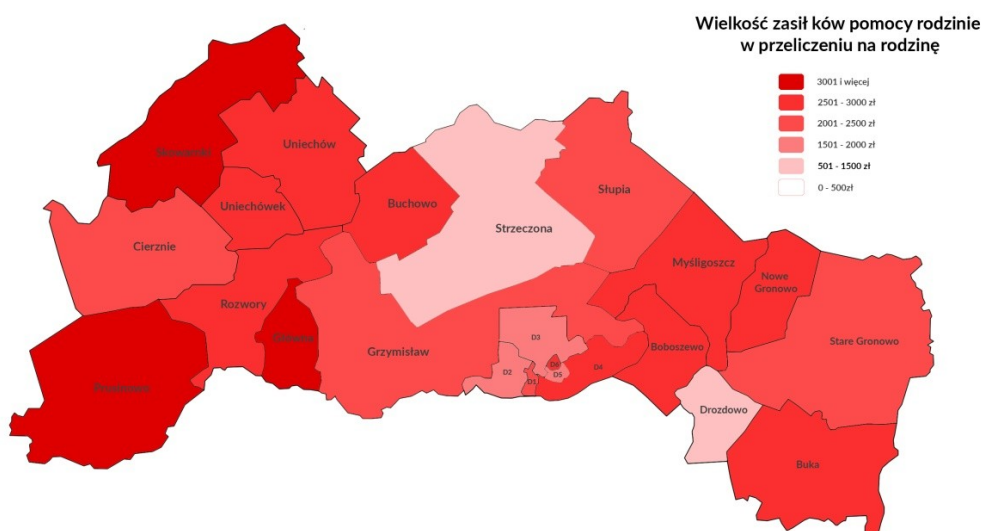 Wielkość zasił ków pomocy rodzinie
w przeliczeniu na rodzinę
3001 i więcej
2501 - 3000 zł
2001 - 2500 zł
1501 - 2000 zł
501 - 1500 zł
0 - 500zł
Uniechów
Uniechówek
Buchowo
Słupia
Strzeczona
Cierznie
Myśligoszcz
Nowe
Gronowo
Rozwory
D3
Stare Gronowo
Grzymisław
Boboszewo
D6
D4
D2
D5
D1
Drozdowo
Buka